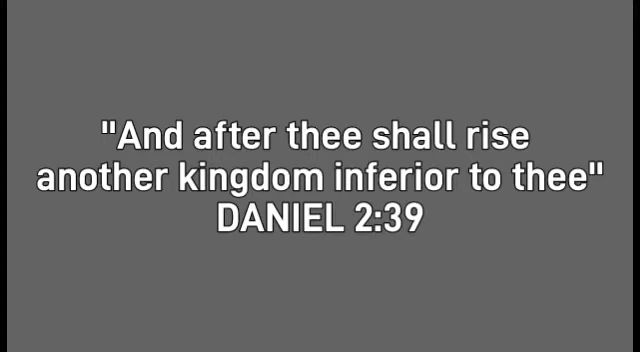 "And after thee shall rise
another kingdom inferior to thee"
DANIEL 2:39